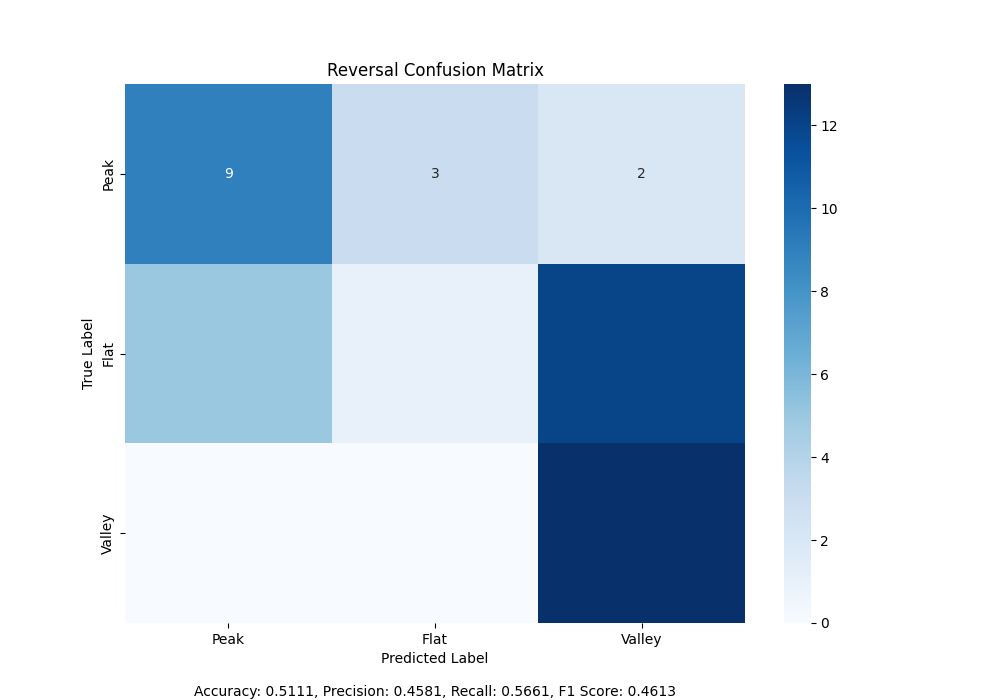 Reversal Confusion Matrix
Peak 9 3 2
Flat
Valley
True Label
Peak Flat Valley
Predicted Label
12
10
8
6
4
2
0
Accuracy: 0.5111, Precision: 0.4581, Recall: 0.5661, F1 Score: 0.4613